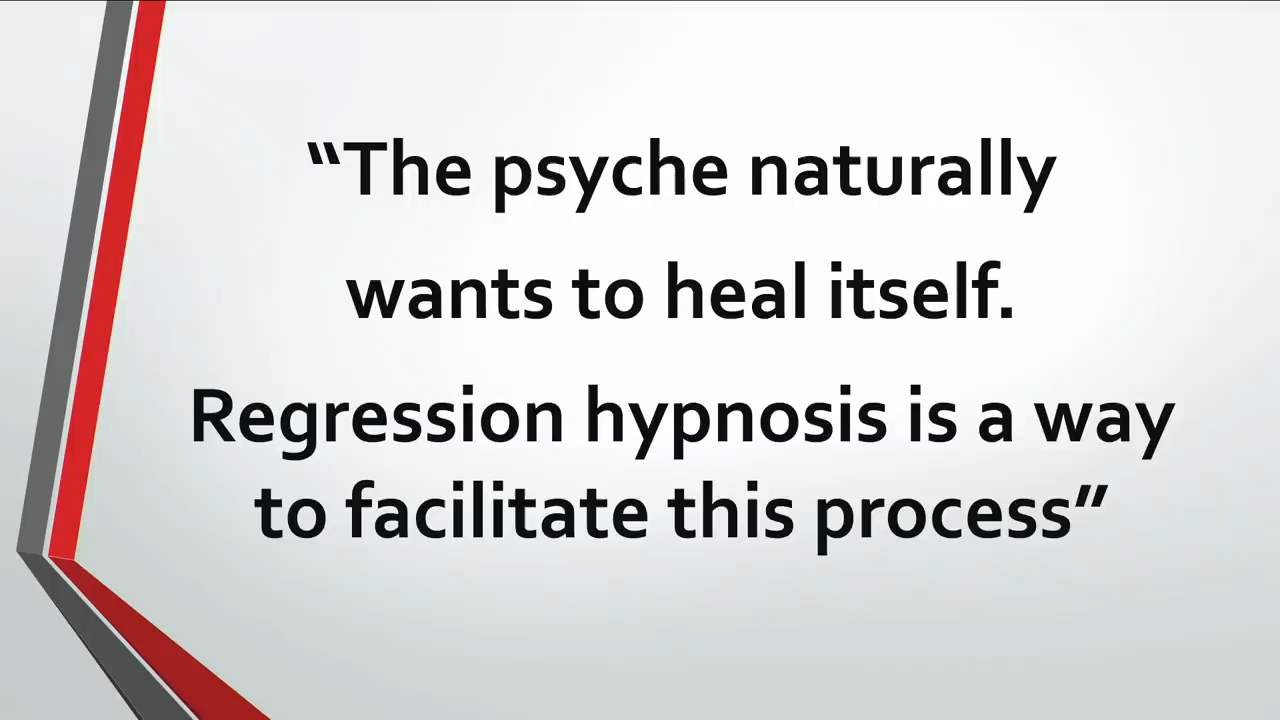 “The psyche naturally
wants to heal itself.
Regression hypnosis is a way
to facilitate this process”